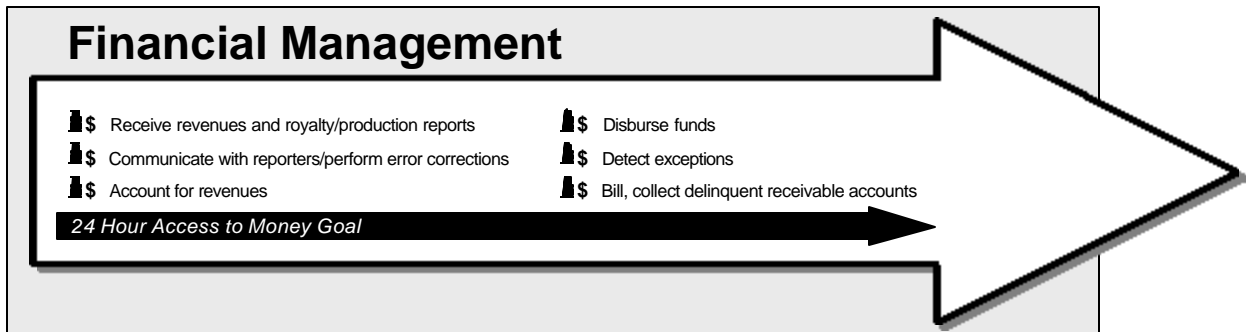 Financial Management
$ Receive revenues and royalty/production reports
$ Communicate with reporters/perform error corrections
$ Account for revenues
$ Disburse funds
$ Detect exceptions
$ Bill, collect delinquent receivable accounts
24 Hour Access to Money Goal